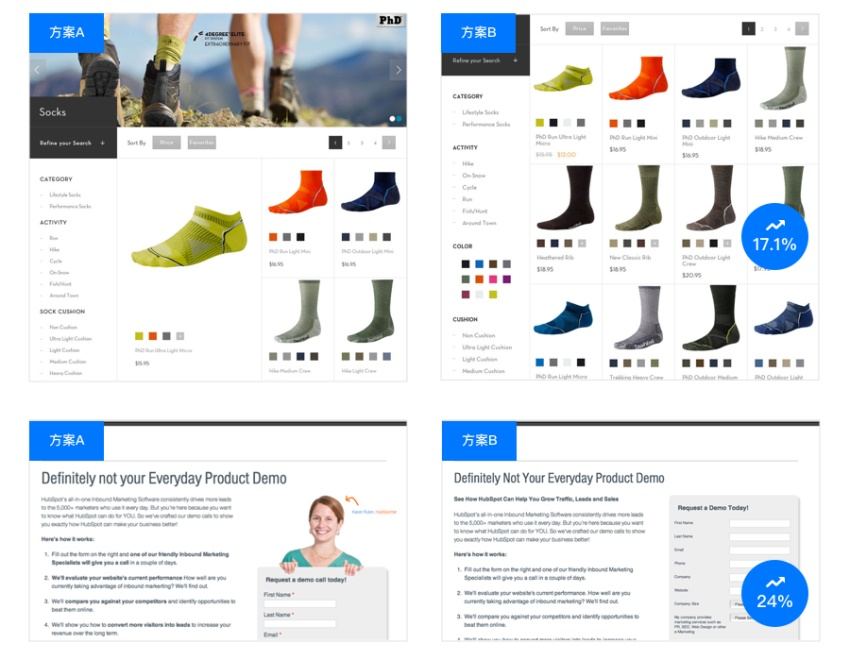 方案A
4DEGREE ELITE
FIT SYSTEM
EXTRAORDINARY FIT
PhD
Socks
Refine your Search +
Sort By Price Favorites
1 2 3 4
CATEGORY
Lifestyle Socks
Performance Socks
ACTIVITY
Run
Hike
Cycle
On-Snow
Fish/Hunt
Around Town
SOCK CUSHION
Non Cushion
Ultra Light Cushion
Light Cushion
Medium Cushion
Heavy Cushion
PhD Run Ultra Light Micro
$15.95
PhD Run Light Mini
$16.95
PhD Outdoor Light Mini
$16.95
Hike Medium Crew
Hike Light Crew
方案B
Sort By Price Favorites
1 2 3 4
Refine your Search +
CATEGORY
Lifestyle Socks
Performance Socks
ACTIVITY
Hike
On-Snow
Cycle
Run
Fish/Hunt
Around Town
COLOR
CUSHION
Non Cushion
Ultra Light Cushion
Light Cushion
Medium Cushion
PhD Run Ultra Light
Micro
$15.95 $12.00
PhD Run Light Mini
$16.95
PhD Outdoor Light
Mini
$16.95
Hike Medium Crew
$18.95
Heathered Rib
$18.95
New Classic Rib
$18.95
PhD Outdoor Light
Crew
$20.95
17.1%
PhD Run Light Micro
Trekking Heavy Crew
PhD Outdoor Medium
PhD Outdoor Light
方案A
Definitely not your Everyday Product Demo
HubSpot's all-in-one Inbound Marketing Software consistently drives more leads
to the 5,000+ marketers who use it every day. But you're here because you want
to know what HubSpot can do for YOU. So we've crafted our demo calls to show
you exactly how HubSpot can make your business better!
Here's how it works:
1. Fill out the form on the right and one of our friendly Inbound Marketing
Specialists will give you a call in a couple of days.
2. We'll evaluate your website's current performance How well are you
currently taking advantage of inbound marketing? We'll find out.
3. We'll compare you against your competitors and identify opportunities to
beat them online.
4. We'll show you how to convert more visitors into leads to increase your
revenue over the long term.
Request a demo call today!
First Name *
Last Name *
Email *
方案B
Definitely Not Your Everyday Product Demo
See How HubSpot Can Help You Grow Traffic, Leads and Sales
HubSpot's all-in-one Inbound Marketing Software consistently drives more leads
to the 5,000+ marketers who use it every day. But you're here because you want
to know what HubSpot can do for YOU. So we've crafted our demo calls to show
you exactly how HubSpot can make your business better!
Here's how it works:
1. Fill out the form on the right and one of our friendly Inbound Marketing
Specialists will give you a call in a couple of days.
2. We'll evaluate your website's current performance How well are you
currently taking advantage of inbound marketing? We'll find out.
3. We'll compare you against your competitors and identify opportunities to
beat them online.
Request a Demo Today!
First Name
Last Name
Email
Phone
Company
Website
Company Size
My company provides
marketing services such as
PR, SEO, Web Design or other
e-Marketing
24%